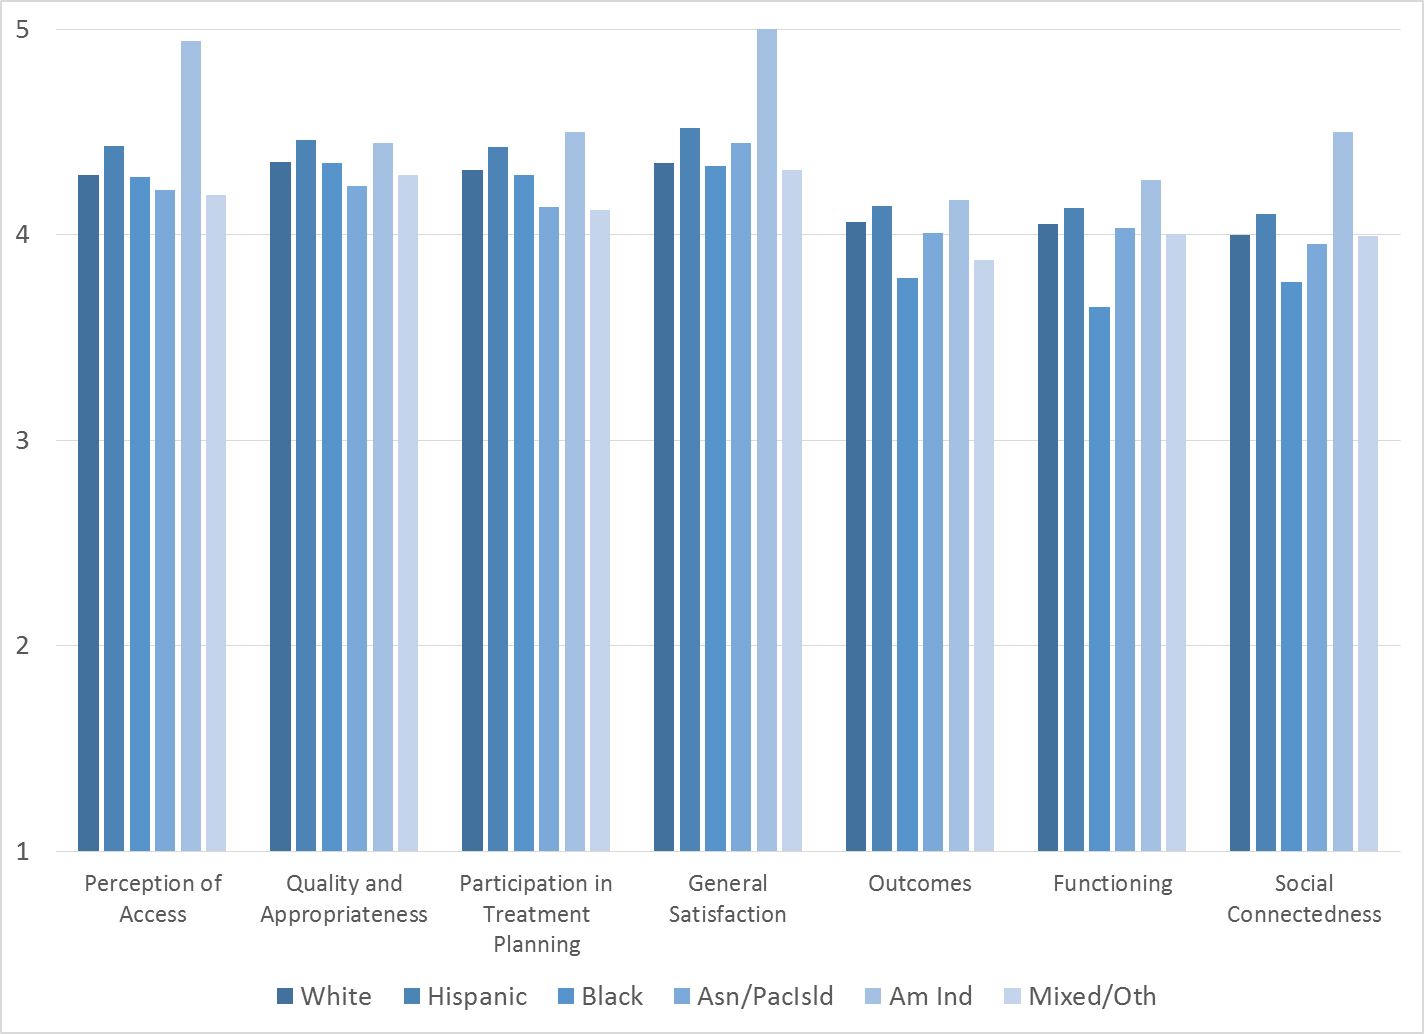 5
4
3
2
1
Perception of
Access
Quality and
Appropriateness
Participation in
Treatment
Planning
General
Satisfaction
Outcomes
Functioning
Social
Connectedness
White Hispanic Black Asn/PacIsld Am Ind Mixed/Oth